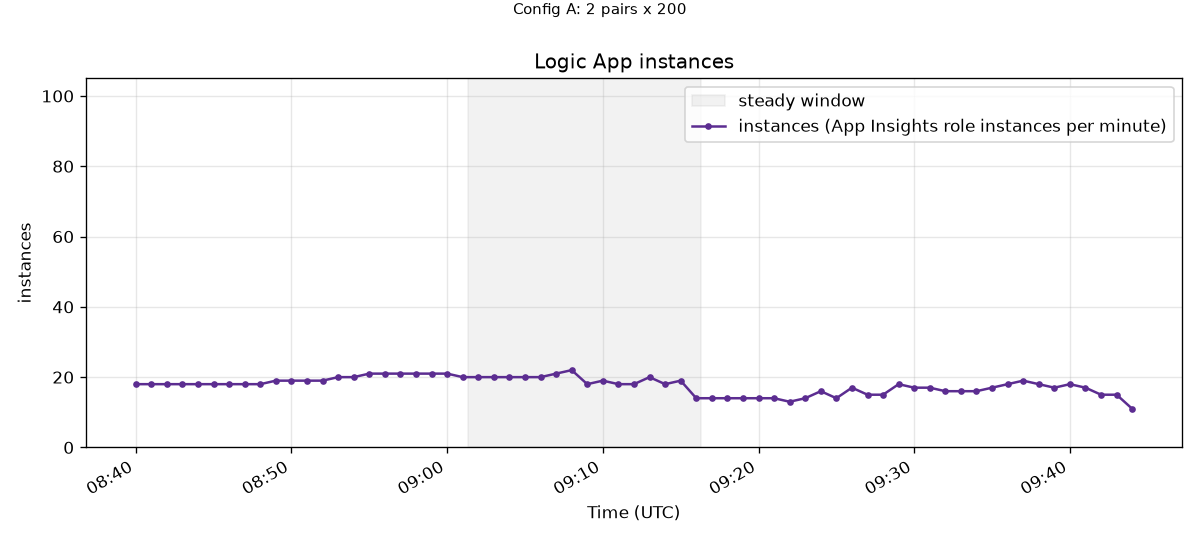 Config A: 2 pairs x 200
Logic App instances
steady window
instances (App Insights role instances per minute)
instances
100
80
60
40
20
0
08:40
08:50
09:00
09:10
09:20
09:30
09:40
Time (UTC)